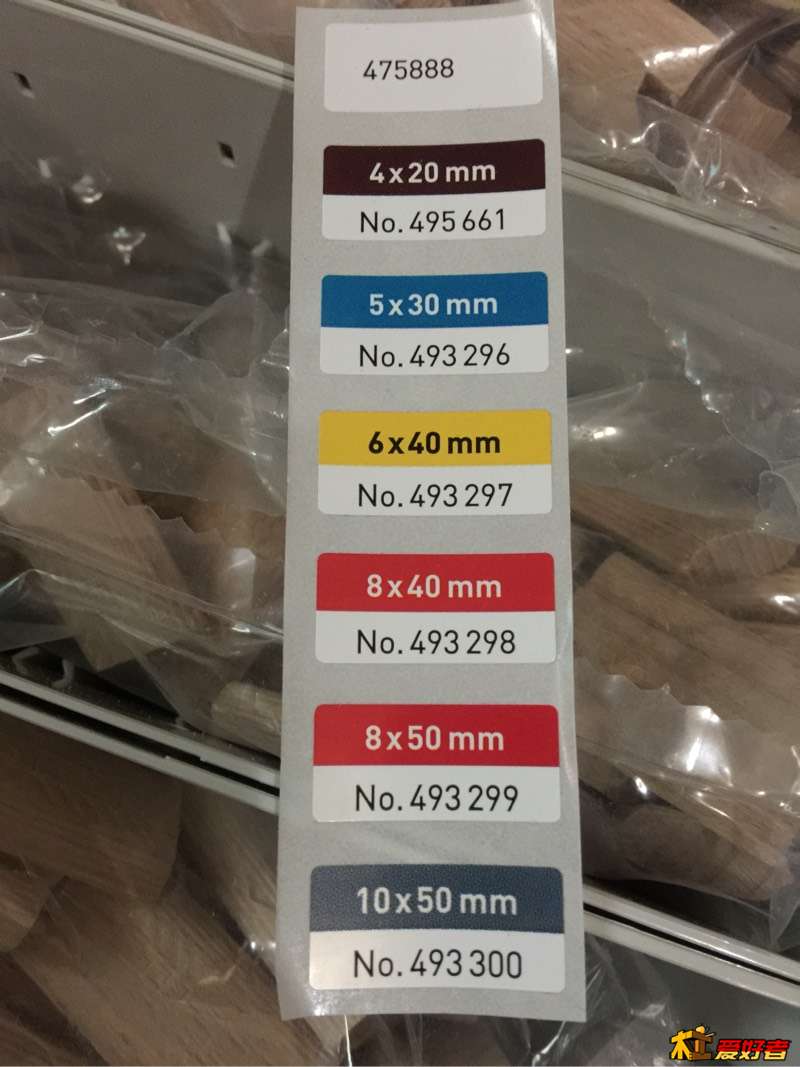 475888
4x20 mm
No. 495 661
5x30 mm
No. 493 296
6x40 mm
No. 493 297
8x40 mm
No. 493 298
8x50 mm
No. 493 299
10x50 mm
No. 493 300
木工爱好者